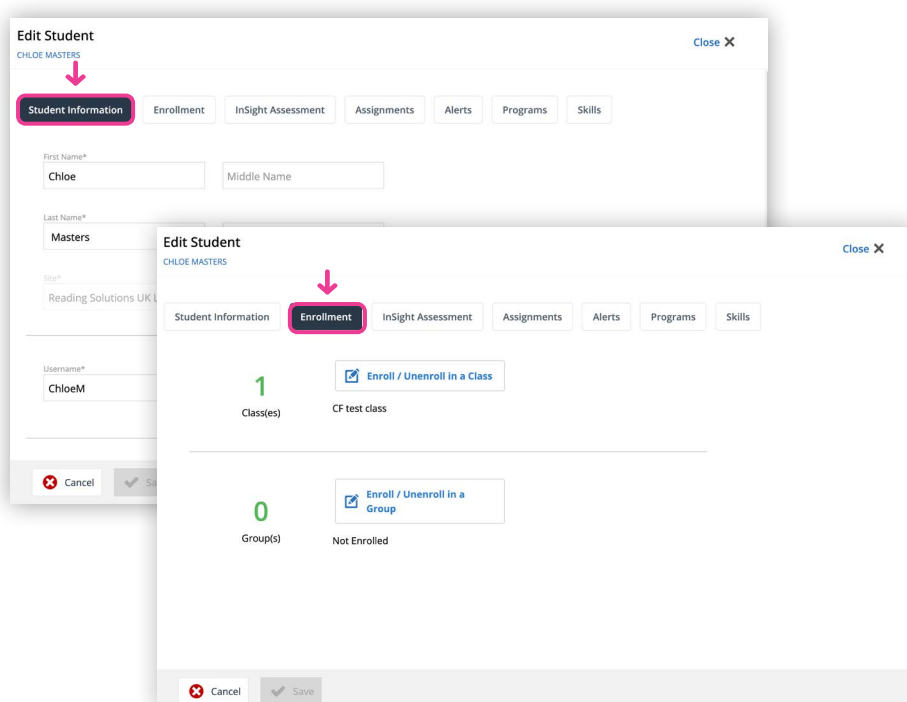 Edit Student
CHLOE MASTERS
Close
Student Information Enrollment InSight Assessment Assignments Alerts Programs Skills
First Name*
Chloe Middle Name
Last Name*
Masters
Site*
Reading Solutions UK
Username*
ChloeM
Cancel
Edit Student
CHLOE MASTERS
Close
Student Information Enrollment InSight Assessment Assignments Alerts Programs Skills
1
Class(es)
Enroll / Unenroll in a Class
CF test class
0
Group(s)
Enroll / Unenroll in a
Group
Not Enrolled
Cancel Save